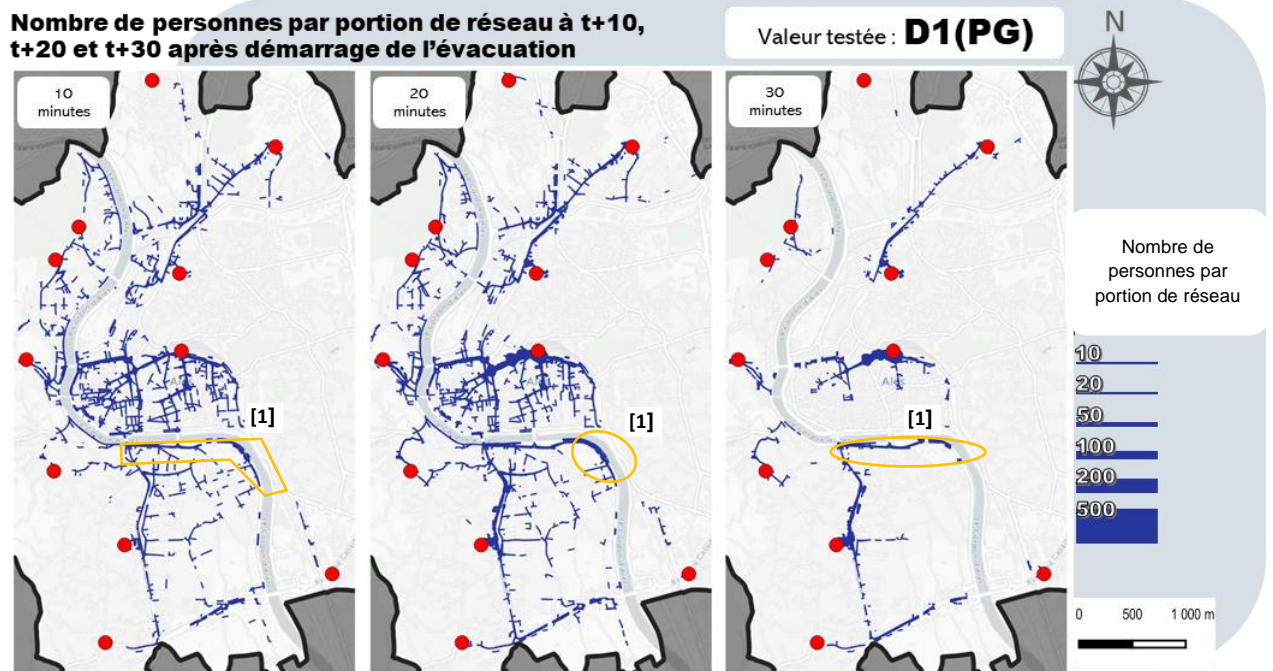 Nombre de personnes par portion de réseau à t+10,
t+20 et t+30 après démarrage de l'évacuation
Valeur testée : D1(PG)
N
10
minutes
20
minutes
30
minutes
[1]
[1]
[1]
Alès
Nombre de
personnes par
portion de réseau
10
20
50
100
200
500
0 500 1 000 m